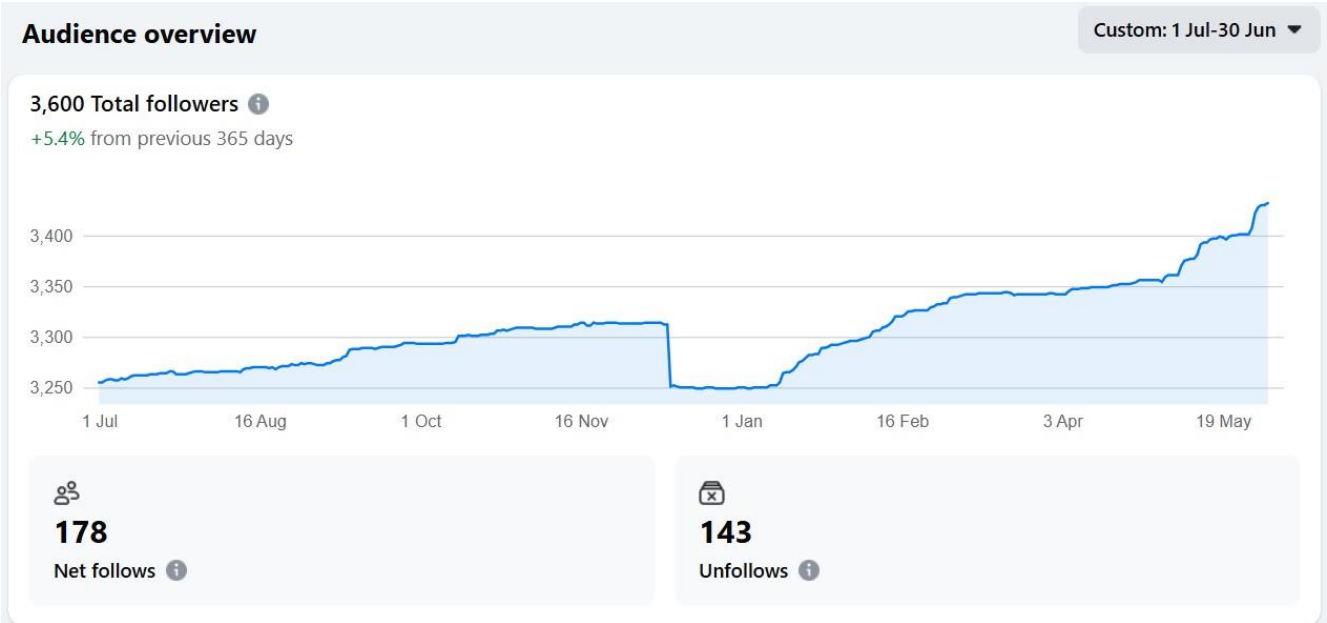 Audience overview
Custom: 1 Jul-30 Jun
3,600 Total followers
+5.4% from previous 365 days
3,400
3,350
3,300
3,250
1 Jul 16 Aug 1 Oct 16 Nov 1 Jan 16 Feb 3 Apr 19 May
178
Net follows
143
Unfollows